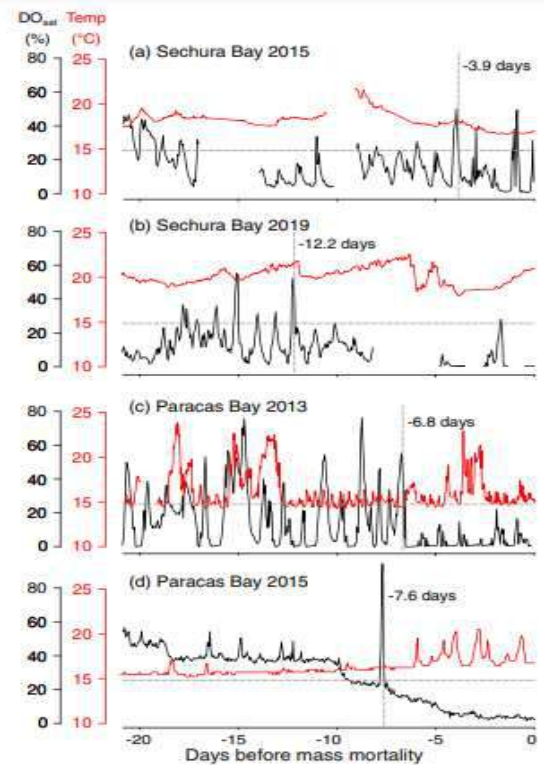 DOsat Temp
(%) (°C)
(a) Sechura Bay 2015
80 25
60 20
40
20 15
0 10
-3.9 days
(b) Sechura Bay 2019
80 25
60 20
40
20 15
0 10
-12.2 days
(c) Paracas Bay 2013
80 25
60 20
40
20 15
0 10
-6.8 days
(d) Paracas Bay 2015
80 25
60 20
40
20 15
0 10
-7.6 days
-20 -15 -10 -5 0
Days before mass mortality